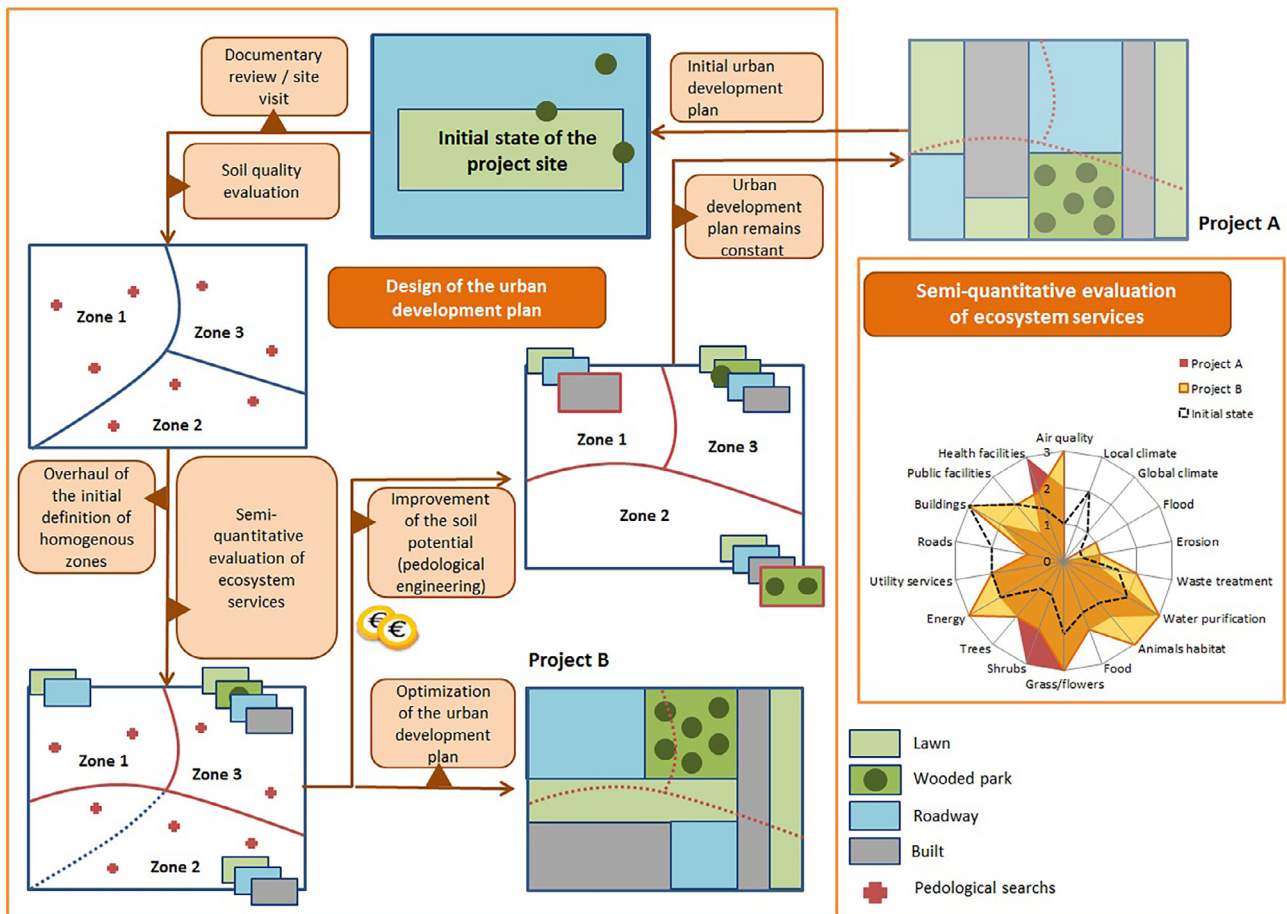 Documentary
review / site
visit
Initial state of the
project site
Initial urban
development
plan
Soil quality
evaluation
Urban
development
plan remains
constant
Project A
Zone 1
Zone 3
Zone 2
Design of the urban
development plan
Semi-quantitative evaluation
of ecosystem services
Project A
Project B
Initial state
Air quality
Local climate
Global climate
Flood
Erosion
Waste treatment
Water purification
Animals habitat
Food
Grass/flowers
Shrubs
Trees
Energy
Utility services
Roads
Buildings
Public facilities
Health facilities
3
2
1
0
Zone 1
Zone 3
Zone 2
Overhaul of
the initial
definition of
homogenous
zones
Semi-
quantitative
evaluation of
ecosystem
services
Improvement
of the soil
potential
(pedological
engineering)
€
€
Project B
Optimization
of the urban
development
plan
Zone 1
Zone 3
Zone 2
Lawn
Wooded park
Roadway
Built
Pedological searchs